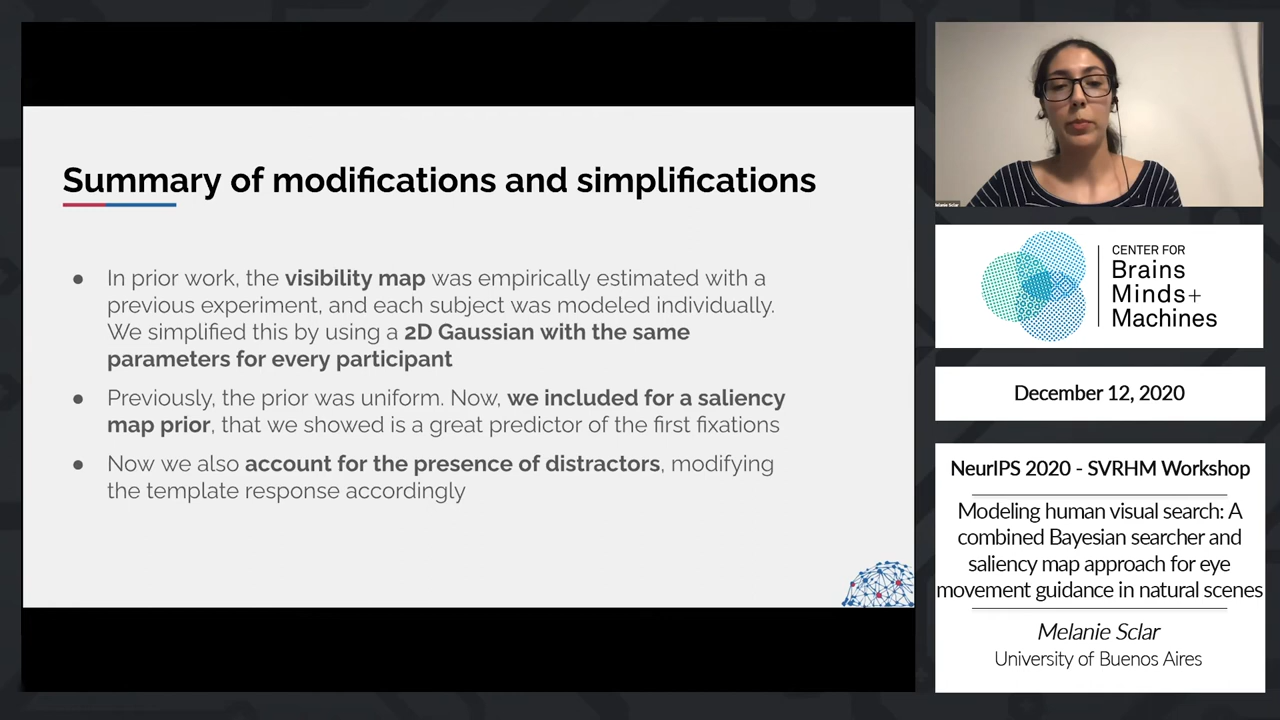 Summary of modifications and simplifications
● In prior work, the visibility map was empirically estimated with a
previous experiment, and each subject was modeled individually.
We simplified this by using a 2D Gaussian with the same
parameters for every participant
● Previously, the prior was uniform. Now, we included for a saliency
map prior, that we showed is a great predictor of the first fixations
● Now we also account for the presence of distractors, modifying
the template response accordingly
Melanie Sclar
CENTER FOR
Brains
Minds+
Machines
December 12, 2020
NeurIPS 2020 - SVRHM Workshop
Modeling human visual search: A
combined Bayesian searcher and
saliency map approach for eye
movement guidance in natural scenes
Melanie Sclar
University of Buenos Aires